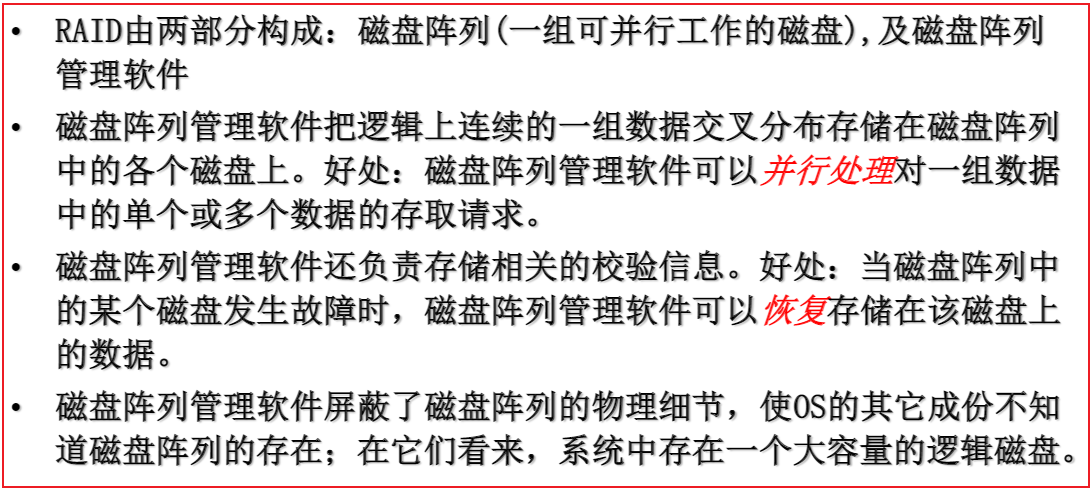 • RAID由两部分构成：磁盘阵列(一组可并行工作的磁盘),及磁盘阵列
管理软件
• 磁盘阵列管理软件把逻辑上连续的一组数据交叉分布存储在磁盘阵列
中的各个磁盘上。好处：磁盘阵列管理软件可以并行处理对一组数据
中的单个或多个数据的存取请求。
• 磁盘阵列管理软件还负责存储相关的校验信息。好处：当磁盘阵列中
的某个磁盘发生故障时，磁盘阵列管理软件可以恢复存储在该磁盘上
的数据。
• 磁盘阵列管理软件屏蔽了磁盘阵列的物理细节，使OS的其它成份不知
道磁盘阵列的存在；在它们看来，系统中存在一个大容量的逻辑磁盘。